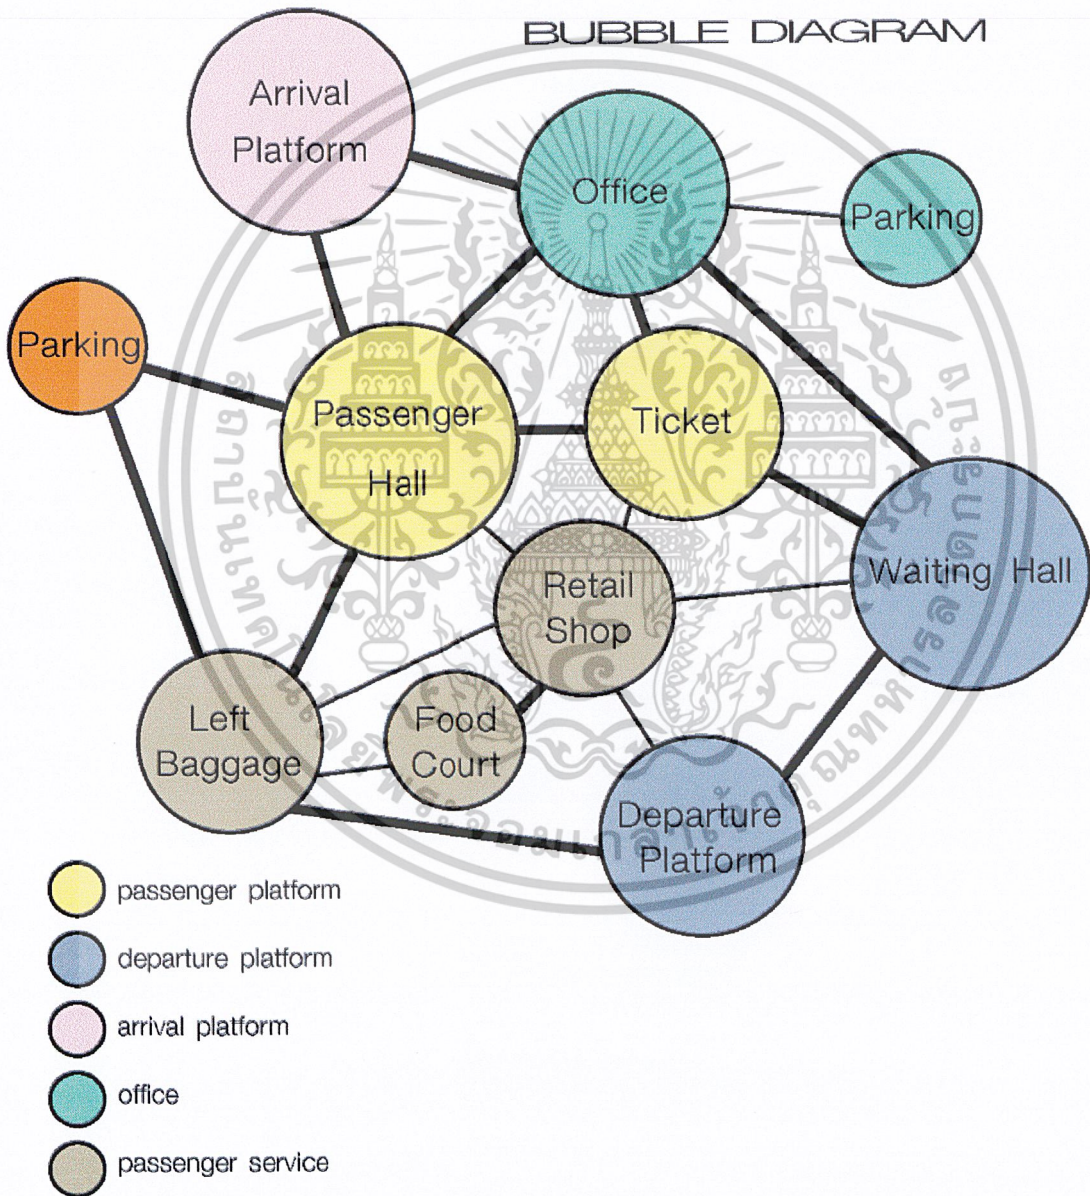 BUBBLE DIAGRAM
Arrival
Platform
Office
Parking
Parking
Passenger
Hall
Ticket
Waiting Hall
Retail
Shop
Left
Baggage
Food
Court
Departure
Platform
passenger platform
departure platform
arrival platform
office
passenger service